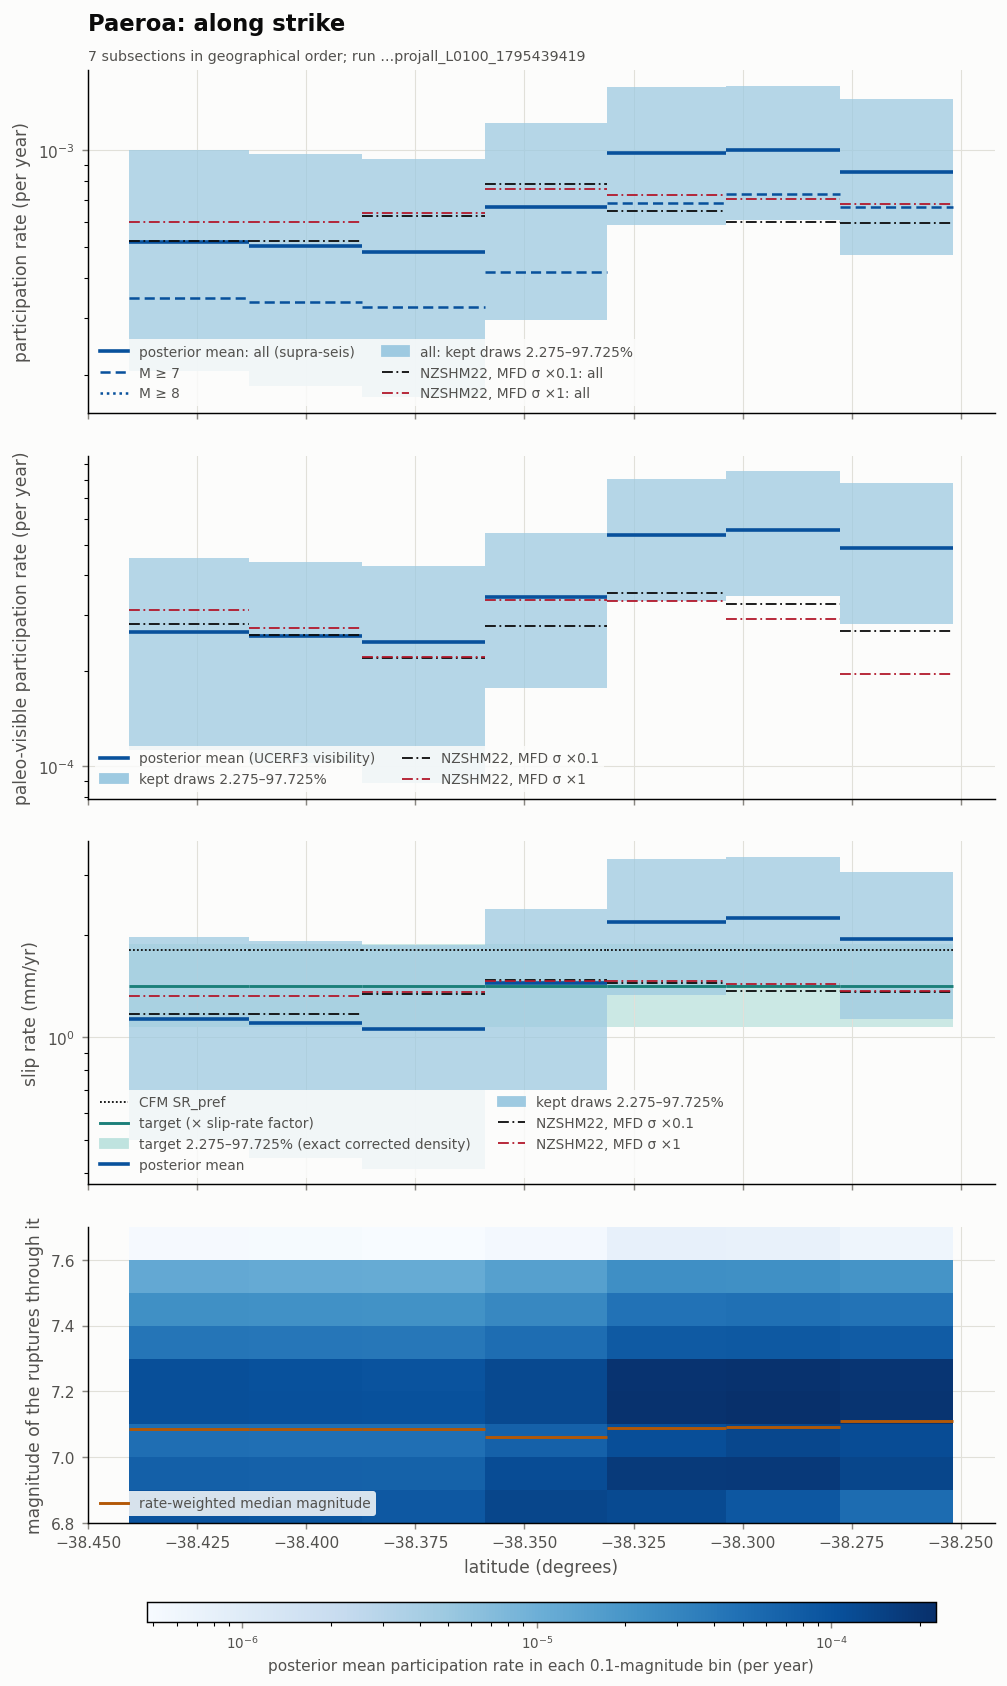 Paeroa: along strike
7 subsections in geographical order; run ...projall_L0100_1795439419
participation rate (per year)
10⁻³
posterior mean: all (supra-seis)
M ≥ 7
M ≥ 8
all: kept draws 2.275–97.725%
NZSHM22, MFD σ ×0.1: all
NZSHM22, MFD σ ×1: all
paleo-visible participation rate (per year)
10⁻⁴
posterior mean (UCERF3 visibility)
kept draws 2.275–97.725%
NZSHM22, MFD σ ×0.1
NZSHM22, MFD σ ×1
slip rate (mm/yr)
10⁰
CFM SR_pref
target (× slip-rate factor)
target 2.275–97.725% (exact corrected density)
posterior mean
kept draws 2.275–97.725%
NZSHM22, MFD σ ×0.1
NZSHM22, MFD σ ×1
magnitude of the ruptures through it
7.6
7.4
7.2
7.0
6.8
rate-weighted median magnitude
−38.450 −38.425 −38.400 −38.375 −38.350 −38.325 −38.300 −38.275 −38.250
latitude (degrees)
10⁻⁶ 10⁻⁵ 10⁻⁴
posterior mean participation rate in each 0.1-magnitude bin (per year)